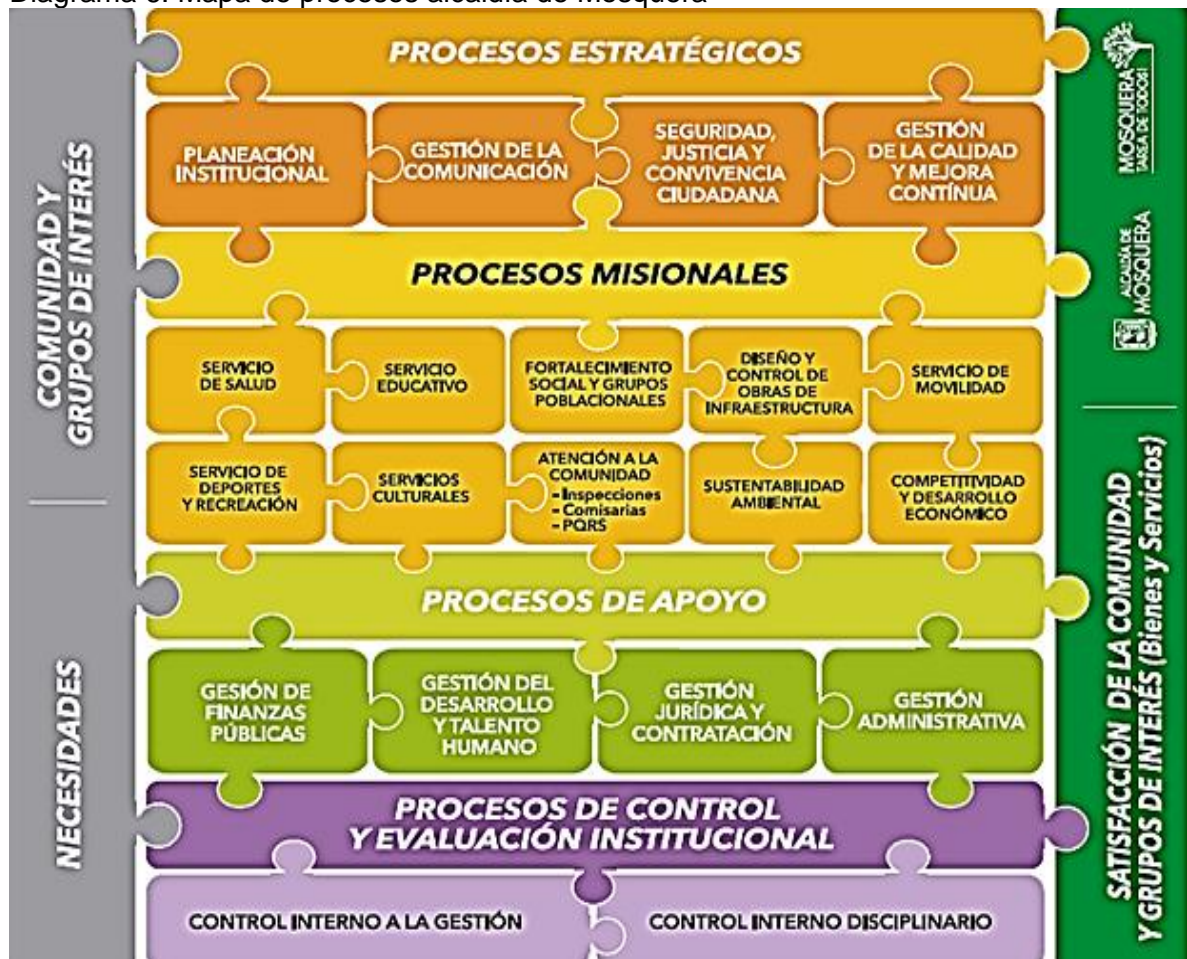 Diagrama 6. Mapa de procesos alcaldía de Mosquera
COMUNIDAD Y
GRUPOS DE INTERÉS
NECESIDADES
PROCESOS ESTRATÉGICOS
PLANEACIÓN
INSTITUCIONAL
GESTIÓN DE LA
COMUNICACIÓN
SEGURIDAD,
JUSTICIA Y
CONVIVENCIA
CIUDADANA
GESTIÓN
DE LA CALIDAD
Y MEJORA
CONTÍNUA
PROCESOS MISIONALES
SERVICIO
DE SALUD
SERVICIO
EDUCATIVO
FORTALECIMIENTO
SOCIAL Y GRUPOS
POBLACIONALES
DISEÑO Y
CONTROL DE
OBRAS DE
INFRAESTRUCTURA
SERVICIO DE
MOVILIDAD
SERVICIO DE
DEPORTES
Y RECREACIÓN
SERVICIOS
CULTURALES
ATENCIÓN A LA
COMUNIDAD
- Inspecciones
- Comisarias
- PQRS
SUSTENTABILIDAD
AMBIENTAL
COMPETITIVIDAD
Y DESARROLLO
ECONÓMICO
PROCESOS DE APOYO
GESIÓN DE
FINANZAS
PÚBLICAS
GESTIÓN DEL
DESARROLLO
Y TALENTO
HUMANO
GESTIÓN
JURÍDICA Y
CONTRATACIÓN
GESTIÓN
ADMINISTRATIVA
PROCESOS DE CONTROL
Y EVALUACIÓN INSTITUCIONAL
CONTROL INTERNO A LA GESTIÓN
CONTROL INTERNO DISCIPLINARIO
MOSQUERA
TAREA DE TODOS!
ALCALDÍA DE
MOSQUERA
SATISFACCIÓN DE LA COMUNIDAD
Y GRUPOS DE INTERÉS (Bienes y Servicios)